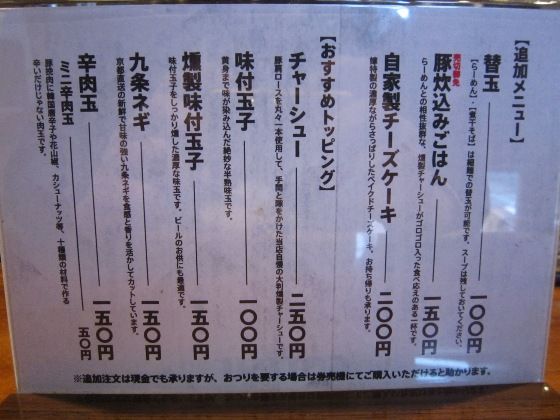 【追加メニュー】
替玉 一〇〇円
【らーめん】・【煮干そば】は細麺での替玉が可能です。スープは残しておいてください。
売切御免
豚炊込みごはん 一五〇円
らーめんとの相性抜群な、燻製チャーシューがゴロゴロ入った食べ応えのある一杯です。
自家製チーズケーキ 二〇〇円
特製の濃厚ながらさっぱりしたベイクドチーズケーキ。お持ち帰りも承ります。
【おすすめトッピング】
チャーシュー 二五〇円
豚肩ロースを丸々一本使用して、手間と暇をかけた当店自慢の大判燻製チャーシューです。
味付玉子 一〇〇円
黄身まで味が染み込んだ絶妙な半熟味玉です。
燻製味付玉子 一五〇円
味付玉子をしっかり燻した濃厚な味玉です。ビールのお供にも最適です。
九条ネギ 一五〇円
京都直送の新鮮で甘味の強い九条ネギを食感と香りを活かしてカットしています。
辛肉玉 一五〇円
ミニ辛肉玉 五〇円
豚挽肉に韓国唐辛子や花山椒、カシューナッツ等、十種類の材料で作る
辛いだけじゃない肉玉です。
※追加注文は現金でも承りますが、おつりを要する場合は券売機にてご購入いただけると助かります。